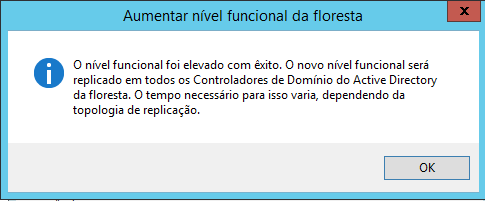 Aumentar nível funcional da floresta
x
O nível funcional foi elevado com êxito. O novo nível funcional será
replicado em todos os Controladores de Domínio do Active Directory
da floresta. O tempo necessário para isso varia, dependendo da
topologia de replicação.
OK